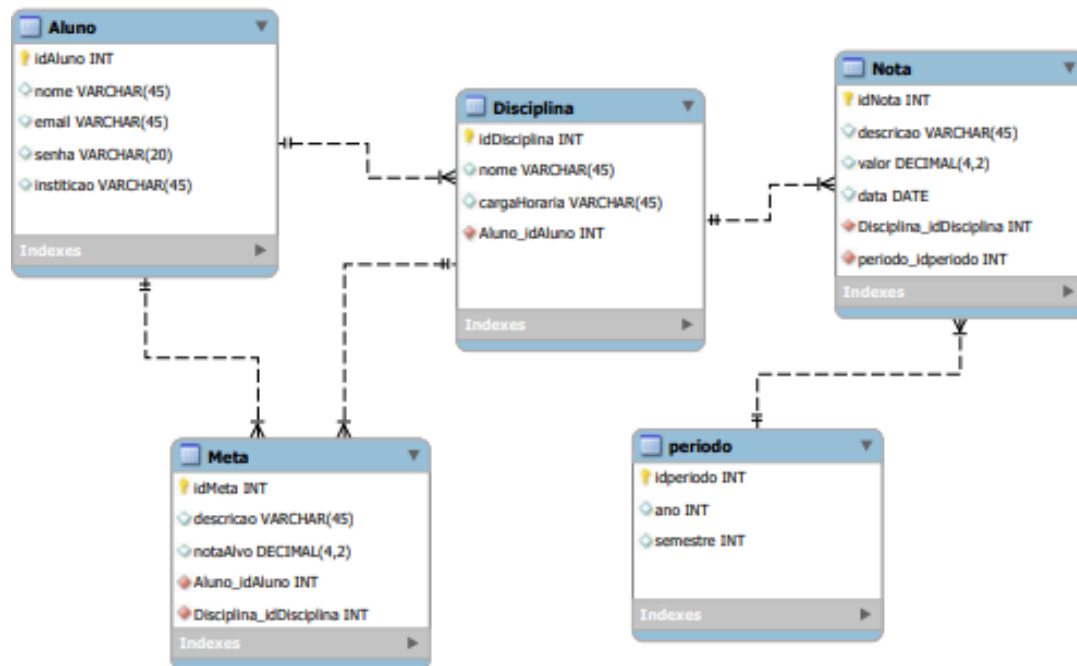 Aluno
idAluno INT
nome VARCHAR(45)
email VARCHAR(45)
senha VARCHAR(20)
institicao VARCHAR(45)
Indexes
Disciplina
idDisciplina INT
nome VARCHAR(45)
cargaHoraria VARCHAR(45)
Aluno_idAluno INT
Indexes
Nota
idNota INT
descricao VARCHAR(45)
valor DECIMAL(4,2)
data DATE
Disciplina_idDisciplina INT
periodo_idperiodo INT
Indexes
Meta
idMeta INT
descricao VARCHAR(45)
notaAlvo DECIMAL(4,2)
Aluno_idAluno INT
Disciplina_idDisciplina INT
Indexes
periodo
idperiodo INT
ano INT
semestre INT
Indexes